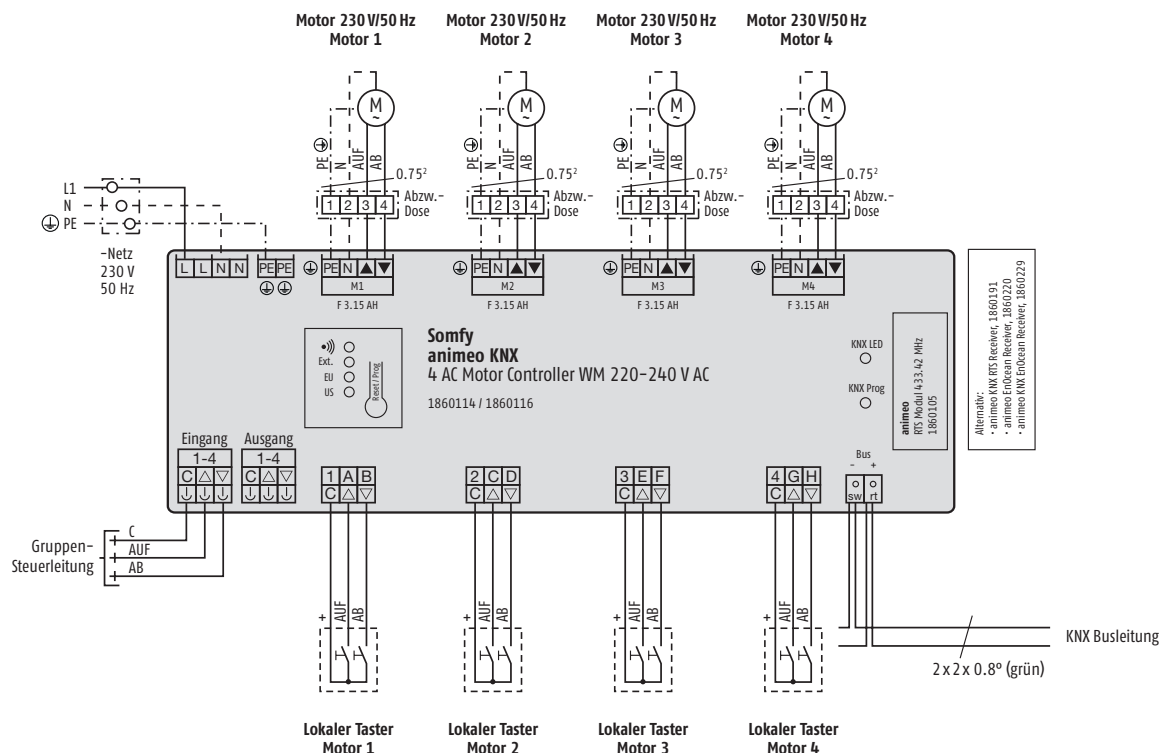 Motor 230 V/50 Hz
Motor 1
Motor 230 V/50 Hz
Motor 2
Motor 230 V/50 Hz
Motor 3
Motor 230 V/50 Hz
Motor 4
M
~
M
~
M
~
M
~
PE N AUF AB
PE N AUF AB
PE N AUF AB
PE N AUF AB
0.75²
0.75²
0.75²
0.75²
1 2 3 4
Abzw.-
Dose
1 2 3 4
Abzw.-
Dose
1 2 3 4
Abzw.-
Dose
1 2 3 4
Abzw.-
Dose
L1
N
PE
~Netz
230 V
50 Hz
L L N N
PE PE
PE N ▲ ▼
M1
F 3.15 AH
PE N ▲ ▼
M2
F 3.15 AH
PE N ▲ ▼
M3
F 3.15 AH
PE N ▲ ▼
M4
F 3.15 AH
Ext.
EU
US
Reset / Prog
Somfy
animeo KNX
4 AC Motor Controller WM 220-240 V AC
1860114 / 1860116
KNX LED
KNX Prog
animeo
RTS Modul 433.42 MHz
1860105
Alternativ:
· animeo KNX RTS Receiver, 1860191
· animeo EnOcean Receiver, 1860220
· animeo KNX EnOcean Receiver, 1860229
Eingang
1-4
C △ ▽
Ausgang
1-4
C △ ▽
1 A B
C △ ▽
2 C D
C △ ▽
3 E F
C △ ▽
4 G H
C △ ▽
Bus
- +
sw rt
Gruppen-
Steuerleitung
C
AUF
AB
+ AUF AB
+ AUF AB
+ AUF AB
+ AUF AB
KNX Busleitung
2 x 2 x 0.8º (grün)
Lokaler Taster
Motor 1
Lokaler Taster
Motor 2
Lokaler Taster
Motor 3
Lokaler Taster
Motor 4